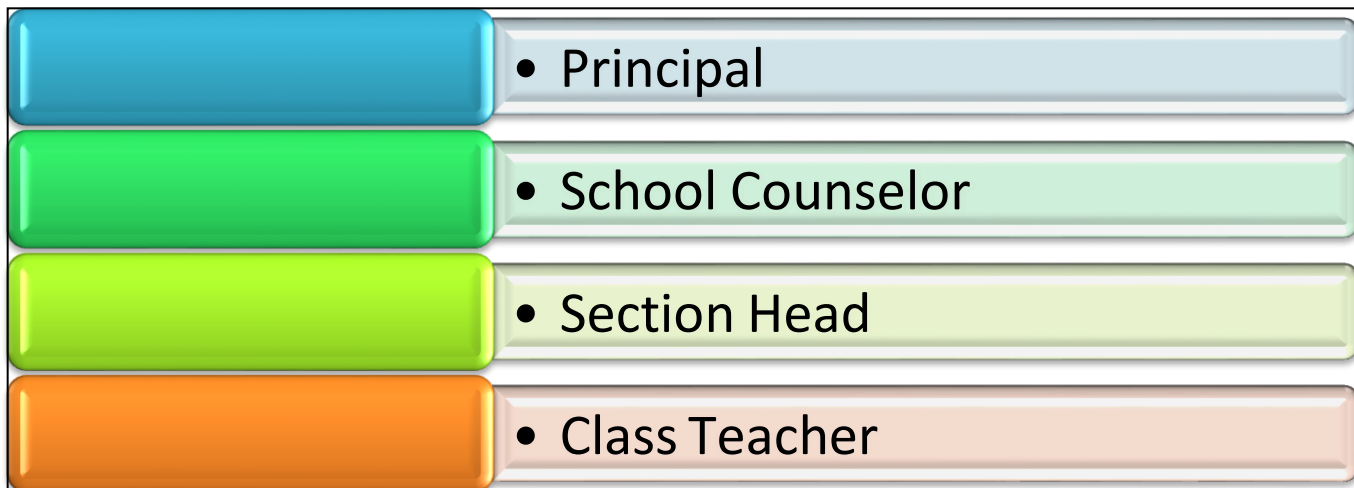 • Principal
• School Counselor
• Section Head
• Class Teacher